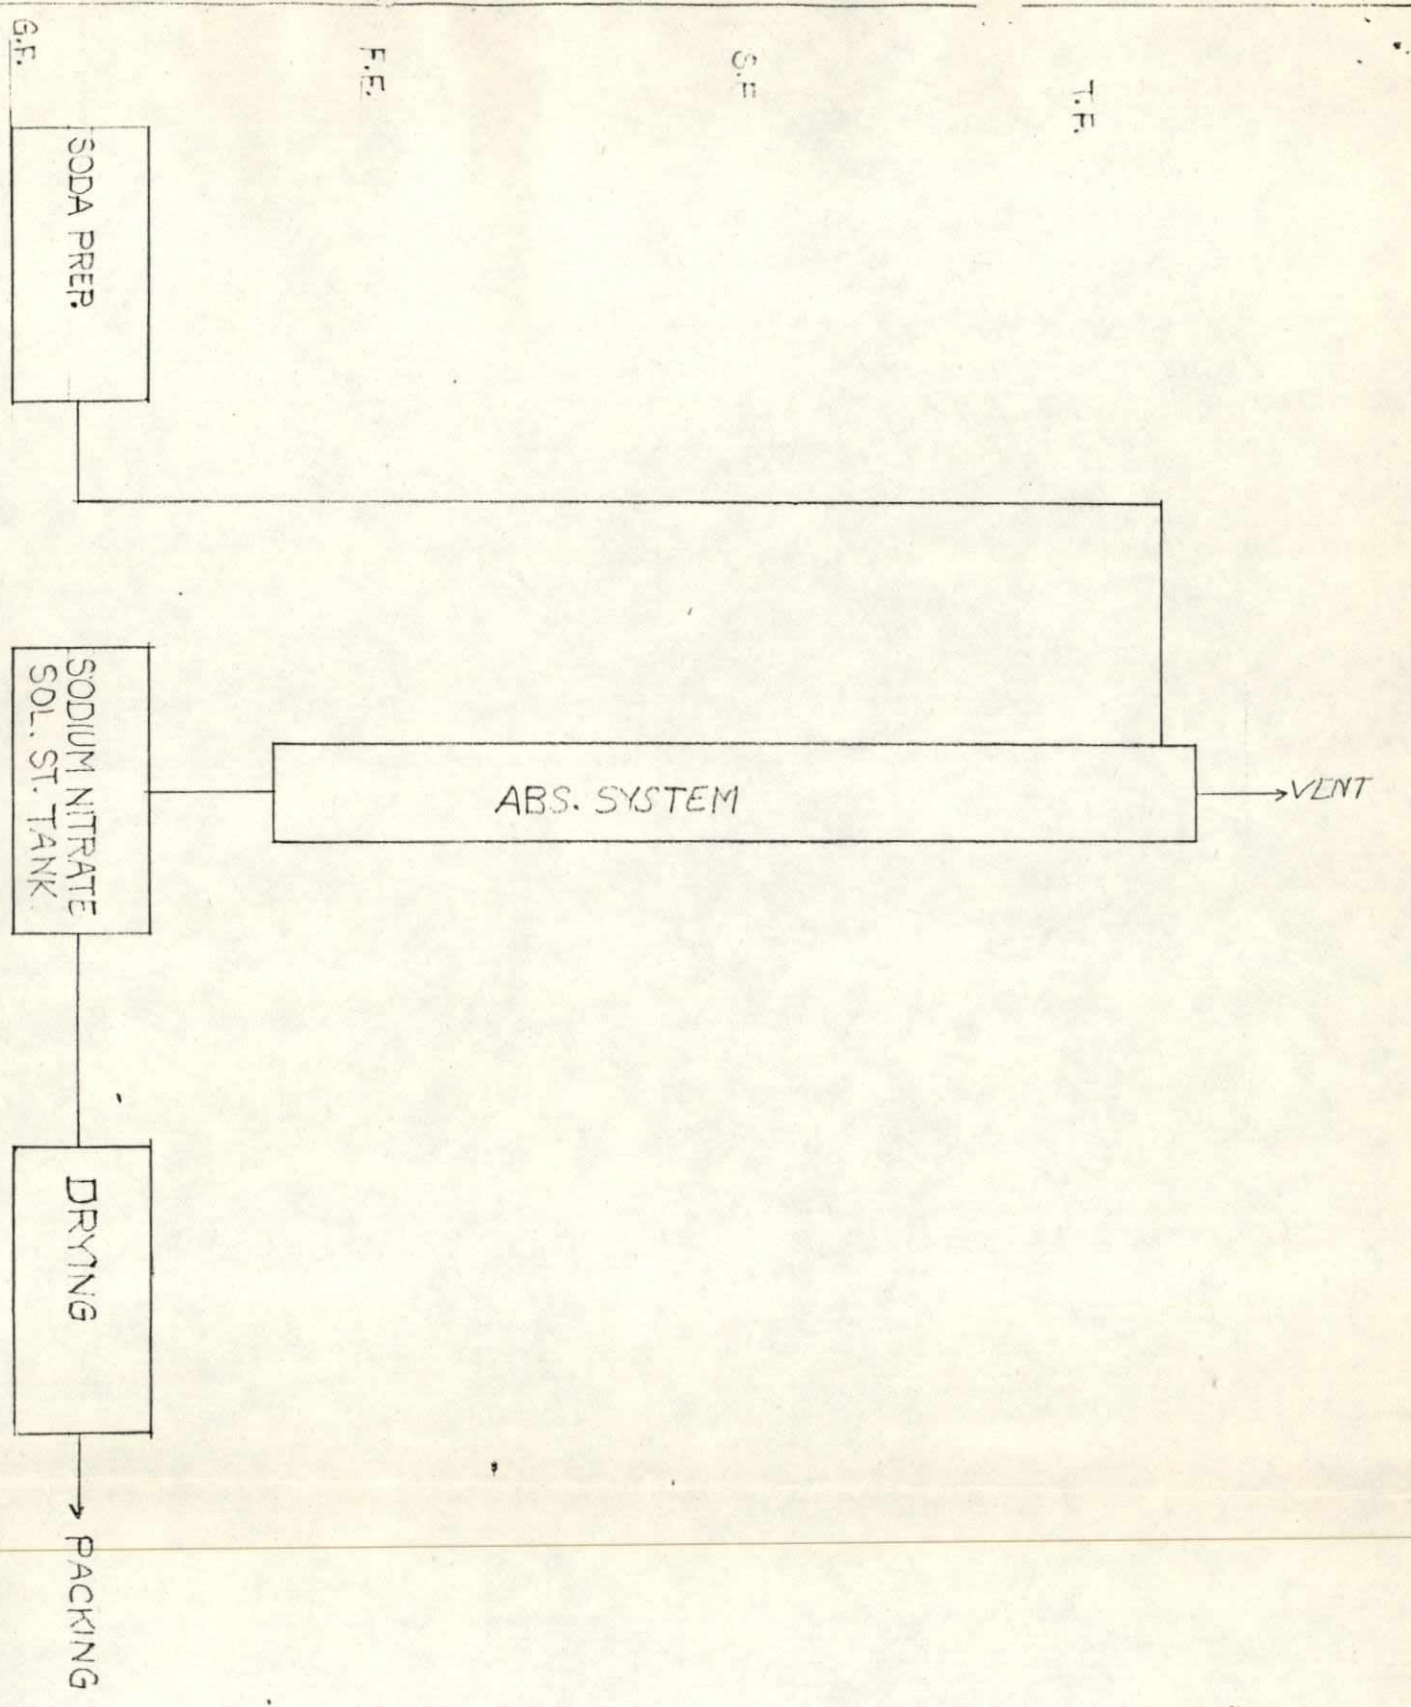 T.F.
S.F
F.F.
G.F.
VENT
ABS. SYSTEM
SODA PREP.
SODIUM NITRATE
SOL. ST. TANK.
DRYING
PACKING